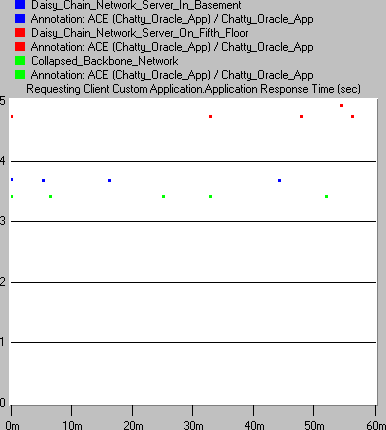 Daisy_Chain_Network_Server_In_Basement
Annotation: ACE (Chatty_Oracle_App) / Chatty_Oracle_App
Daisy_Chain_Network_Server_On_Fifth_Floor
Annotation: ACE (Chatty_Oracle_App) / Chatty_Oracle_App
Collapsed_Backbone_Network
Annotation: ACE (Chatty_Oracle_App) / Chatty_Oracle_App
Requesting Client Custom Application.Application Response Time (sec)
5
4
3
2
1
0
0m 10m 20m 30m 40m 50m 60m